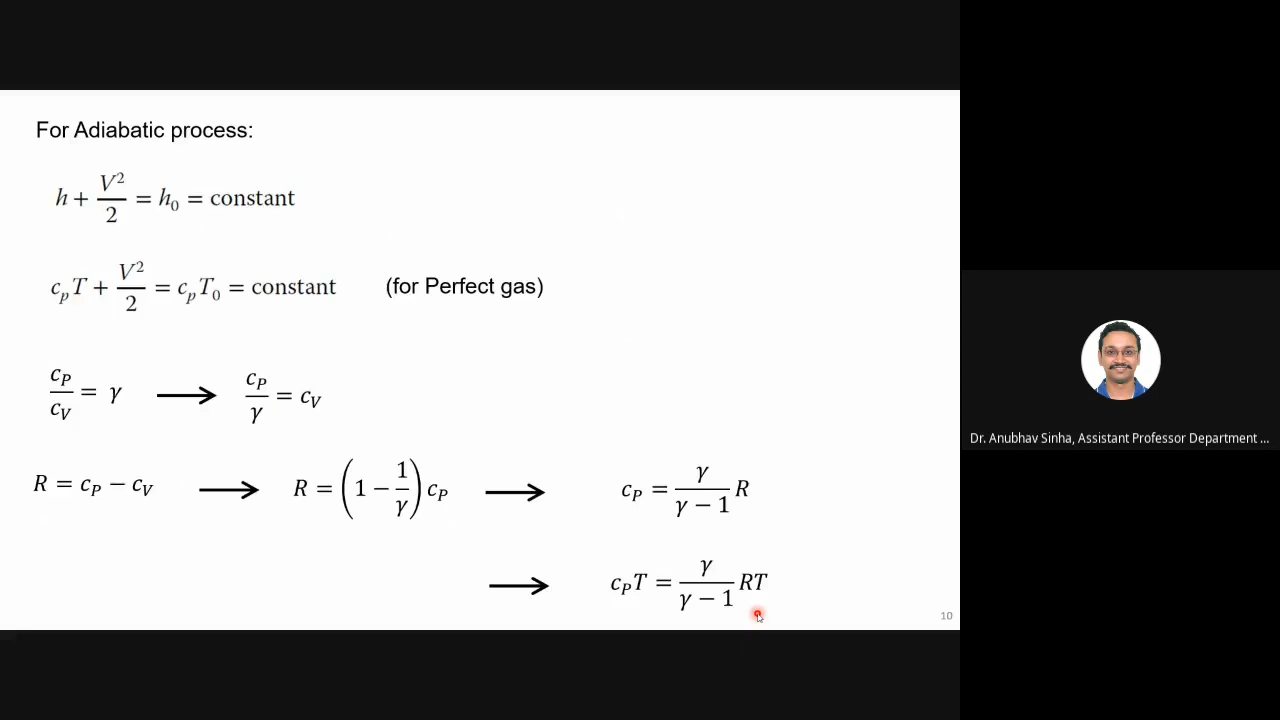 For Adiabatic process:
h + V²/2 = h₀ = constant
c_p T + V²/2 = c_p T₀ = constant (for Perfect gas)
c_P/c_V = γ ⟶ c_P/γ = c_V
R = c_P − c_V ⟶ R = (1 − 1/γ) c_P ⟶ c_P = γ/(γ − 1) R
⟶ c_P T = γ/(γ − 1) RT
10
Dr. Anubhav Sinha, Assistant Professor Department ...